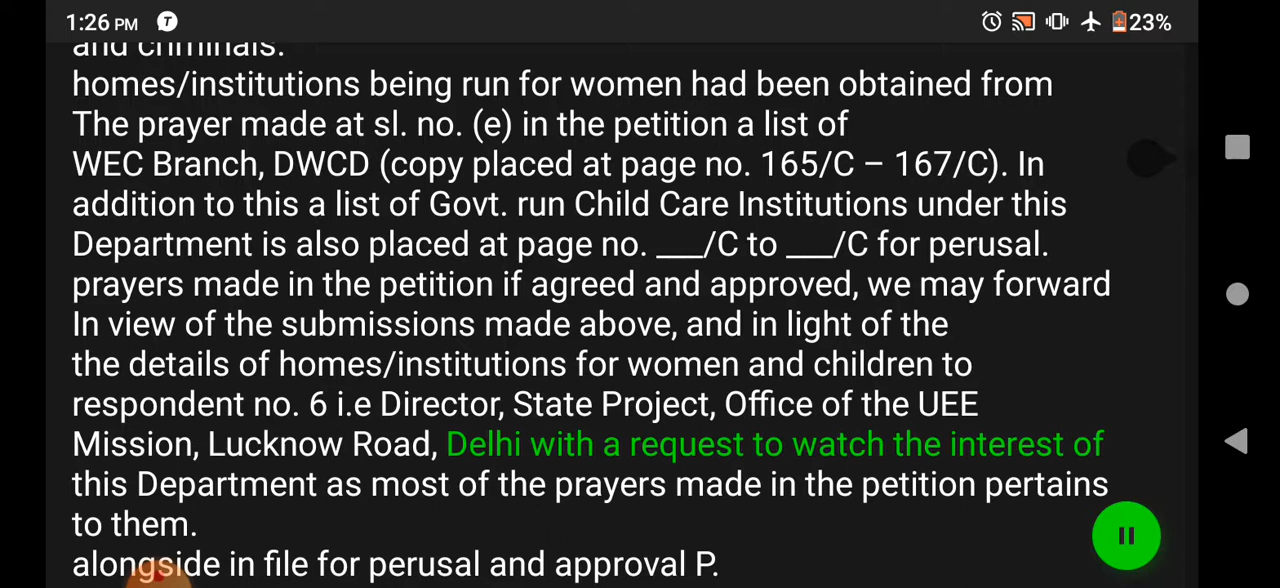 1:26 PM T 23%
and criminals.
homes/institutions being run for women had been obtained from
The prayer made at sl. no. (e) in the petition a list of
WEC Branch, DWCD (copy placed at page no. 165/C – 167/C). In
addition to this a list of Govt. run Child Care Institutions under this
Department is also placed at page no. ___/C to ___/C for perusal.
prayers made in the petition if agreed and approved, we may forward
In view of the submissions made above, and in light of the
the details of homes/institutions for women and children to
respondent no. 6 i.e Director, State Project, Office of the UEE
Mission, Lucknow Road, Delhi with a request to watch the interest of
this Department as most of the prayers made in the petition pertains
to them.
alongside in file for perusal and approval P.